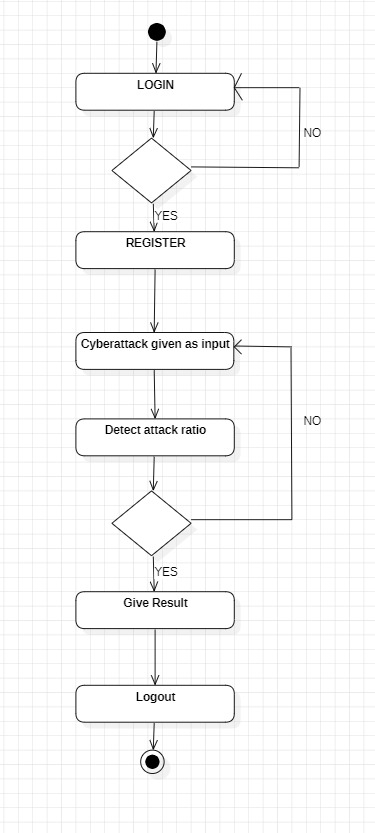 LOGIN
NO
YES
REGISTER
Cyberattack given as input
NO
Detect attack ratio
YES
Give Result
Logout